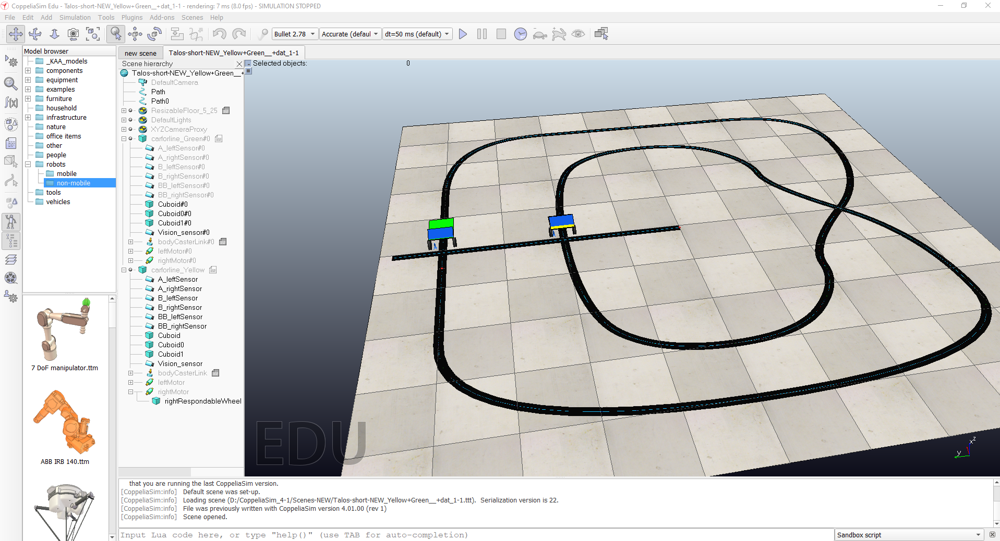 CoppeliaSim Edu - Talos-short-NEW_Yellow+Green__+dat_1-1 - rendering: 7 ms (8.0 fps) - SIMULATION STOPPED
File Edit Add Simulation Tools Plugins Add-ons Scenes Help
Bullet 2.78 Accurate (defaul dt=50 ms (default)
Model browser
_KAA_models
components
equipment
examples
furniture
household
infrastructure
nature
office items
other
people
robots
mobile
non-mobile
tools
vehicles
7 DoF manipulator.ttm
ABB IRB 140.ttm
new scene Talos-short-NEW_Yellow+Green__+dat_1-1
Scene hierarchy
Talos-short-NEW_Yellow+Green__+
DefaultCamera
Path
Path0
ResizableFloor_5_25
DefaultLights
XYZCameraProxy
carforline_Green#0
A_leftSensor#0
A_rightSensor#0
B_leftSensor#0
B_rightSensor#0
BB_leftSensor#0
BB_rightSensor#0
Cuboid#0
Cuboid0#0
Cuboid1#0
Vision_sensor#0
bodyCasterLink#0
leftMotor#0
rightMotor#0
carforline_Yellow
A_leftSensor
A_rightSensor
B_leftSensor
B_rightSensor
BB_leftSensor
BB_rightSensor
Cuboid
Cuboid0
Cuboid1
Vision_sensor
bodyCasterLink
leftMotor
rightMotor
rightRespondableWheel
Selected objects: 0
EDU
x z
y
that you are running the last CoppeliaSim version.
[CoppeliaSim:info] Default scene was set-up.
[CoppeliaSim:info] Loading scene (D:/CoppeliaSim_4-1/Scenes-NEW/Talos-short-NEW_Yellow+Green__+dat_1-1.ttt). Serialization version is 22.
[CoppeliaSim:info] File was previously written with CoppeliaSim version 4.01.00 (rev 1)
[CoppeliaSim:info] Scene opened.
Input Lua code here, or type "help()" (use TAB for auto-completion)
Sandbox script